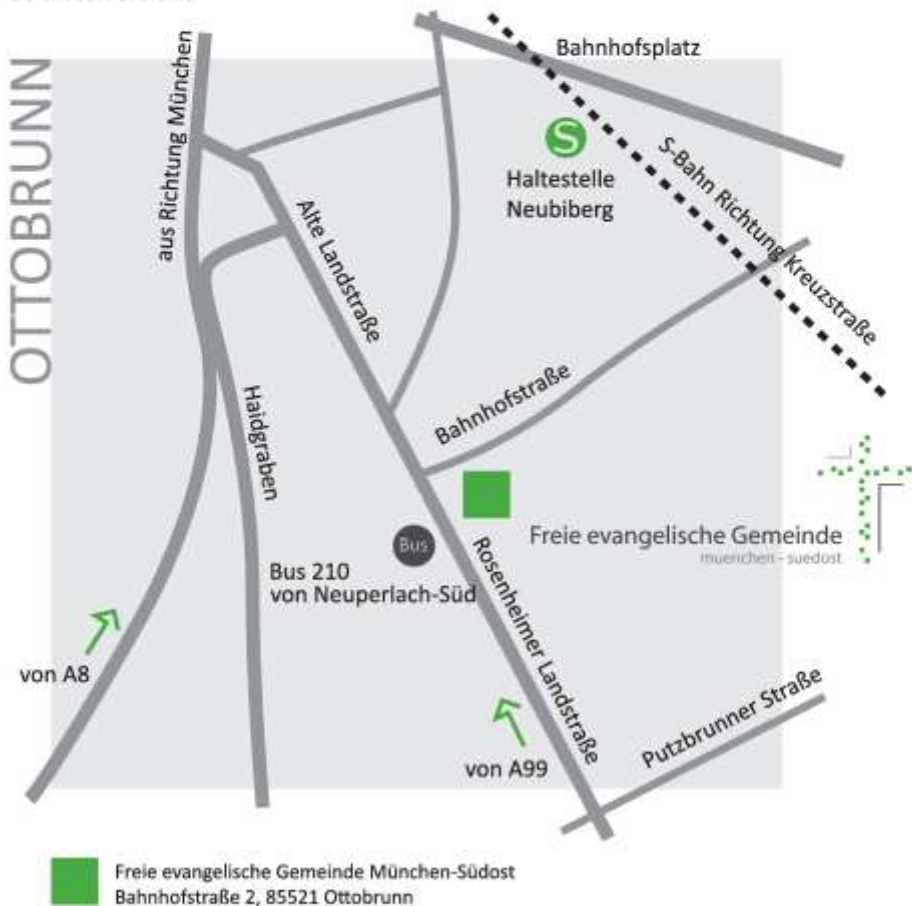 OTTOBRUNN
aus Richtung München
Bahnhofsplatz
S
Haltestelle
Neubiberg
S-Bahn Richtung Kreuzstraße
Alte Landstraße
Bahnhofstraße
Haidgraben
Freie evangelische Gemeinde
muenchen - suedost
Bus
Bus 210
von Neuperlach-Süd
Rosenheimer Landstraße
von A8
von A99
Putzbrunner Straße
Freie evangelische Gemeinde München-Südost
Bahnhofstraße 2, 85521 Ottobrunn